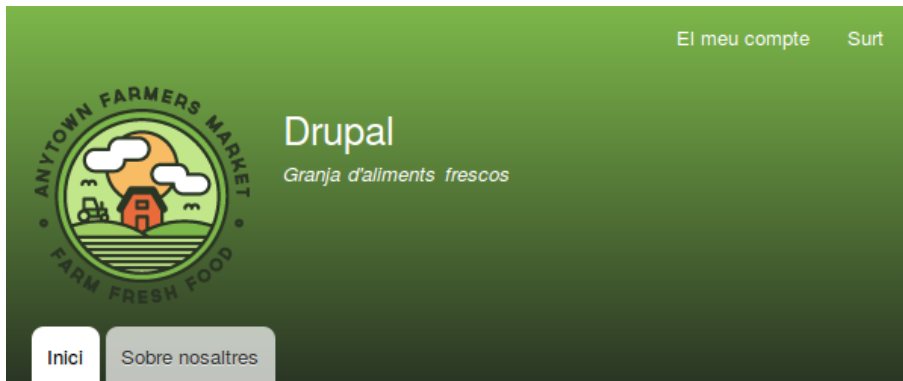 El meu compte Surt
ANYTOWN FARMERS MARKET
FARM FRESH FOOD
Drupal
Granja d'aliments frescos
Inici Sobre nosaltres